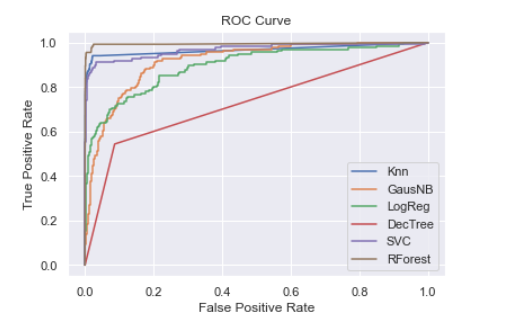 ROC Curve
True Positive Rate
1.0
0.8
0.6
0.4
0.2
0.0
Knn
GausNB
LogReg
DecTree
SVC
RForest
0.0 0.2 0.4 0.6 0.8 1.0
False Positive Rate